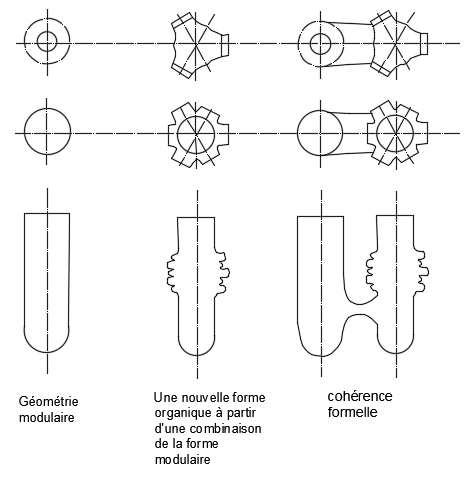 Géométrie
modulaire
Une nouvelle forme
organique à partir
d'une combinaison
de la forme
modulaire
cohérence
formelle